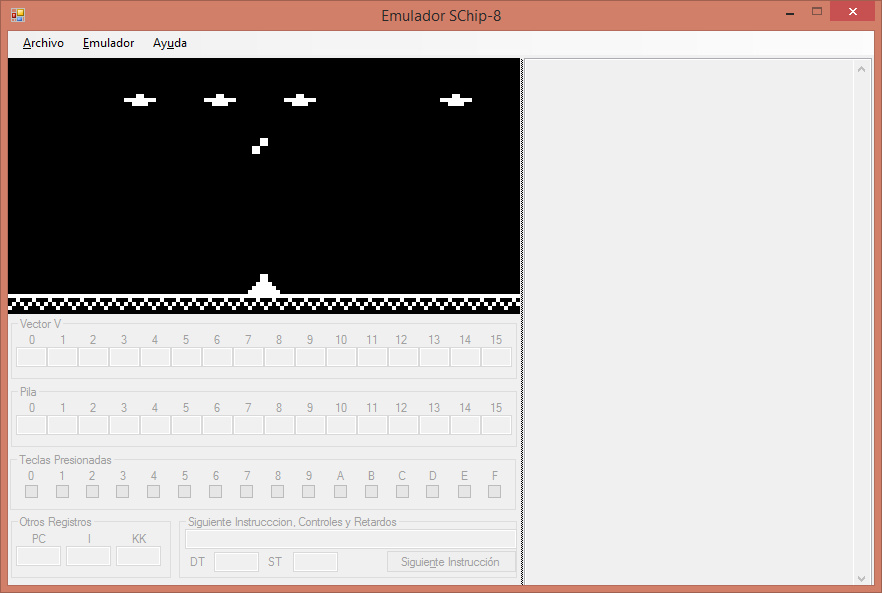 Emulador SChip-8
Archivo Emulador Ayuda
Vector V
0 1 2 3 4 5 6 7 8 9 10 11 12 13 14 15
Pila
0 1 2 3 4 5 6 7 8 9 10 11 12 13 14 15
Teclas Presionadas
0 1 2 3 4 5 6 7 8 9 A B C D E F
Otros Registros
PC I KK
Siguiente Instrucccion, Controles y Retardos
DT ST Siguiente Instrucción